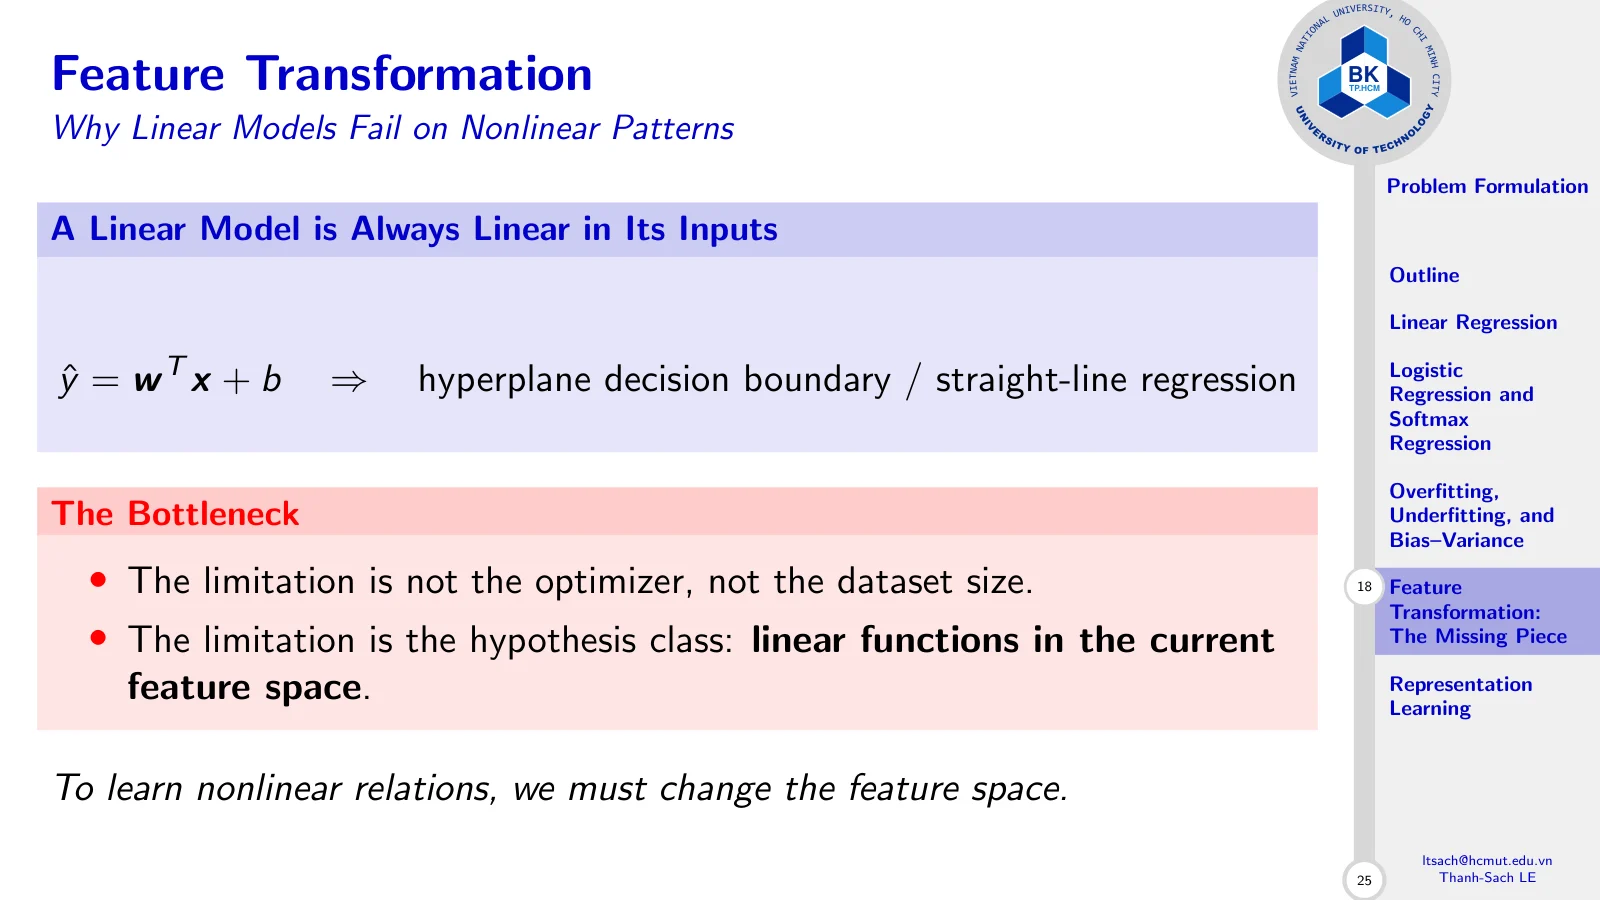 Feature Transformation
Why Linear Models Fail on Nonlinear Patterns
A Linear Model is Always Linear in Its Inputs
ŷ = w^T x + b ⇒ hyperplane decision boundary / straight-line regression
The Bottleneck
• The limitation is not the optimizer, not the dataset size.
• The limitation is the hypothesis class: linear functions in the current
feature space.
To learn nonlinear relations, we must change the feature space.
VIETNAM NATIONAL UNIVERSITY, HO CHI MINH CITY
BK
TP.HCM
UNIVERSITY OF TECHNOLOGY
Problem Formulation
Outline
Linear Regression
Logistic
Regression and
Softmax
Regression
Overfitting,
Underfitting, and
Bias–Variance
18
Feature
Transformation:
The Missing Piece
Representation
Learning
ltsach@hcmut.edu.vn
Thanh-Sach LE
25